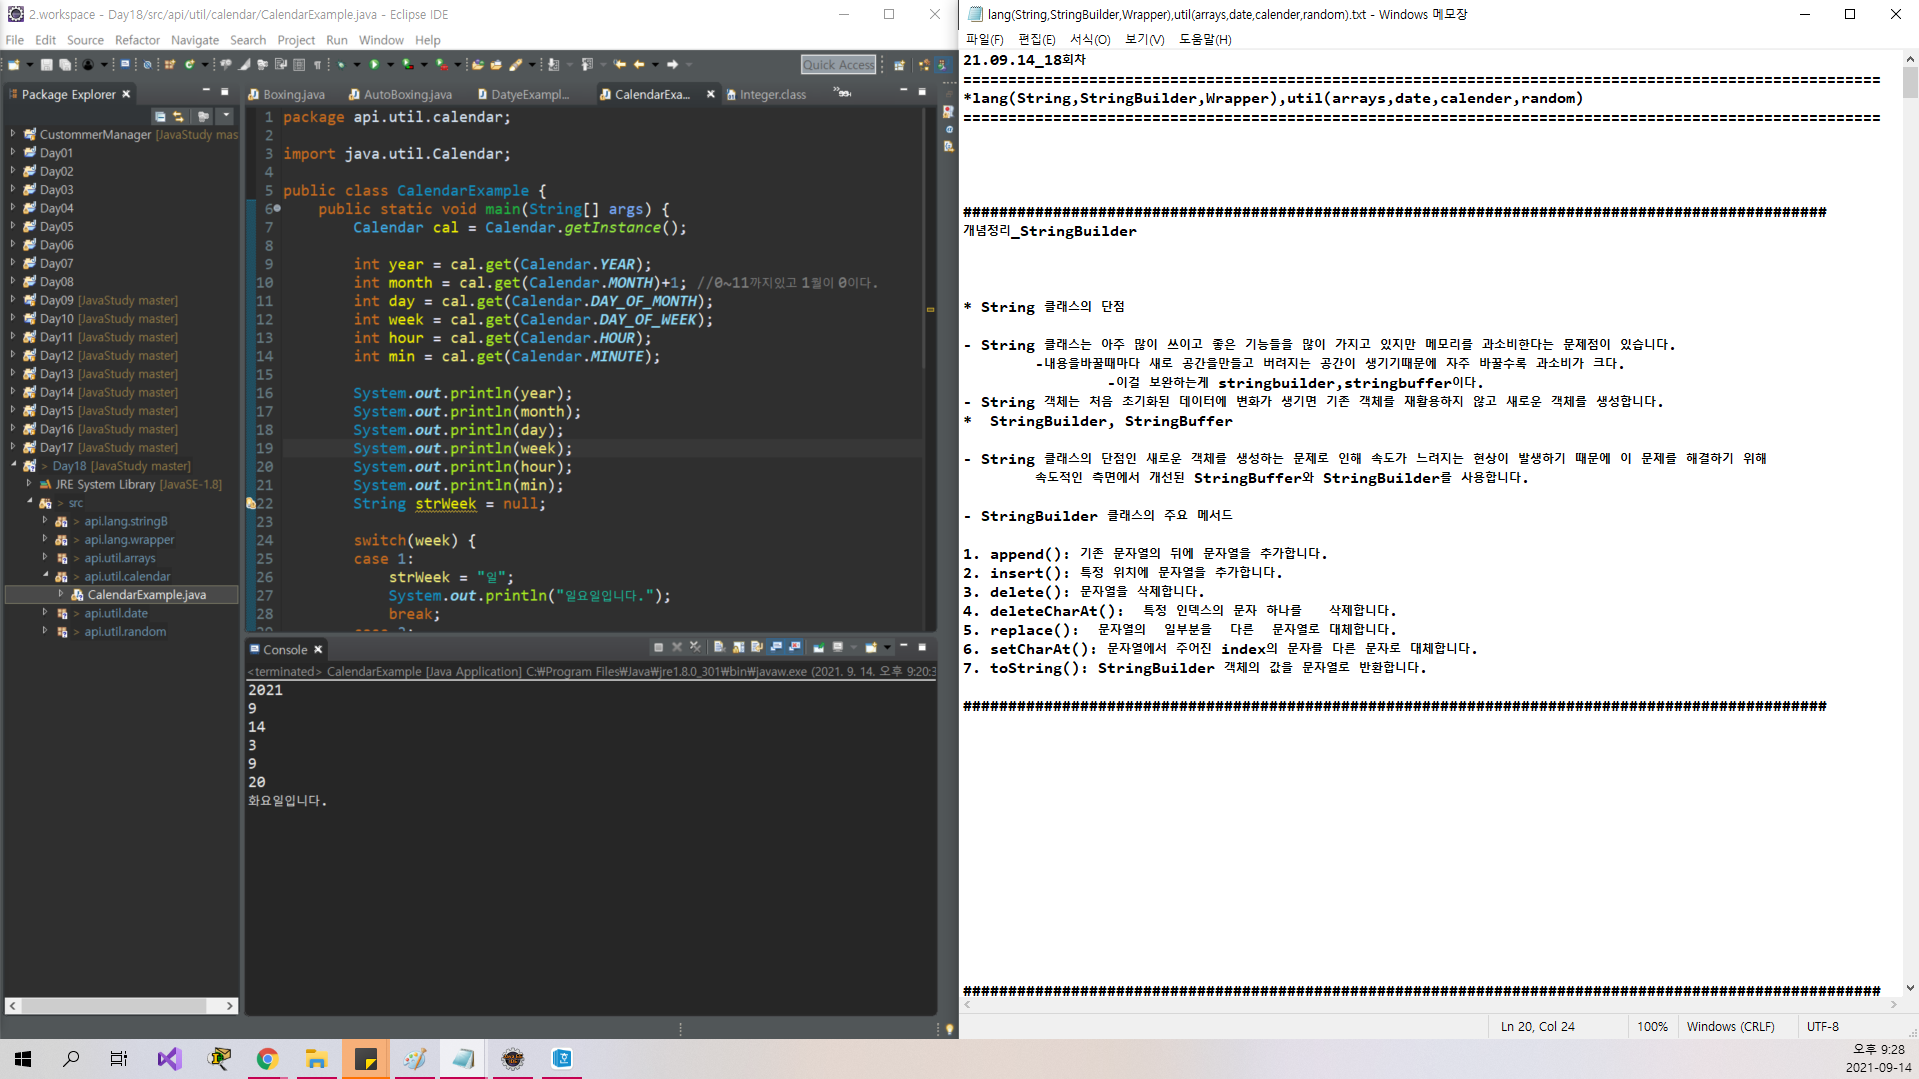 2.workspace - Day18/src/api/util/calendar/CalendarExample.java - Eclipse IDE
File Edit Source Refactor Navigate Search Project Run Window Help
Quick Access
Package Explorer
CustommerManager [JavaStudy mas
Day01
Day02
Day03
Day04
Day05
Day06
Day07
Day08
Day09 [JavaStudy master]
Day10 [JavaStudy master]
Day11 [JavaStudy master]
Day12 [JavaStudy master]
Day13 [JavaStudy master]
Day14 [JavaStudy master]
Day15 [JavaStudy master]
Day16 [JavaStudy master]
Day17 [JavaStudy master]
> Day18 [JavaStudy master]
JRE System Library [JavaSE-1.8]
> src
> api.lang.stringB
> api.lang.wrapper
> api.util.arrays
> api.util.calendar
CalendarExample.java
> api.util.date
> api.util.random
Boxing.java AutoBoxing.java DatyeExampl... CalendarExa... Integer.class
1 package api.util.calendar;
2
3 import java.util.Calendar;
4
5 public class CalendarExample {
6 public static void main(String[] args) {
7 Calendar cal = Calendar.getInstance();
8
9 int year = cal.get(Calendar.YEAR);
10 int month = cal.get(Calendar.MONTH)+1; //0~11까지있고 1월이 0이다.
11 int day = cal.get(Calendar.DAY_OF_MONTH);
12 int week = cal.get(Calendar.DAY_OF_WEEK);
13 int hour = cal.get(Calendar.HOUR);
14 int min = cal.get(Calendar.MINUTE);
15
16 System.out.println(year);
17 System.out.println(month);
18 System.out.println(day);
19 System.out.println(week);
20 System.out.println(hour);
21 System.out.println(min);
22 String strWeek = null;
23
24 switch(week) {
25 case 1:
26 strWeek = "일";
27 System.out.println("일요일입니다.");
28 break;
Console
<terminated> CalendarExample [Java Application] C:₩Program Files₩Java₩jre1.8.0_301₩bin₩javaw.exe (2021. 9. 14. 오후 9:20:3
2021
9
14
3
9
20
화요일입니다.
lang(String,StringBuilder,Wrapper),util(arrays,date,calender,random).txt - Windows 메모장
파일(F) 편집(E) 서식(O) 보기(V) 도움말(H)
21.09.14_18회차
======================================================================================================
*lang(String,StringBuilder,Wrapper),util(arrays,date,calender,random)
======================================================================================================
################################################################################################
개념정리_StringBuilder
* String 클래스의 단점
- String 클래스는 아주 많이 쓰이고 좋은 기능들을 많이 가지고 있지만 메모리를 과소비한다는 문제점이 있습니다.
-내용을바꿀때마다 새로 공간을만들고 버려지는 공간이 생기기때문에 자주 바꿀수록 과소비가 크다.
-이걸 보완하는게 stringbuilder,stringbuffer이다.
- String 객체는 처음 초기화된 데이터에 변화가 생기면 기존 객체를 재활용하지 않고 새로운 객체를 생성합니다.
* StringBuilder, StringBuffer
- String 클래스의 단점인 새로운 객체를 생성하는 문제로 인해 속도가 느려지는 현상이 발생하기 때문에 이 문제를 해결하기 위해
속도적인 측면에서 개선된 StringBuffer와 StringBuilder를 사용합니다.
- StringBuilder 클래스의 주요 메서드
1. append(): 기존 문자열의 뒤에 문자열을 추가합니다.
2. insert(): 특정 위치에 문자열을 추가합니다.
3. delete(): 문자열을 삭제합니다.
4. deleteCharAt(): 특정 인덱스의 문자 하나를 삭제합니다.
5. replace(): 문자열의 일부분을 다른 문자열로 대체합니다.
6. setCharAt(): 문자열에서 주어진 index의 문자를 다른 문자로 대체합니다.
7. toString(): StringBuilder 객체의 값을 문자열로 반환합니다.
################################################################################################
######################################################################################################
Ln 20, Col 24 100% Windows (CRLF) UTF-8
오후 9:28
2021-09-14